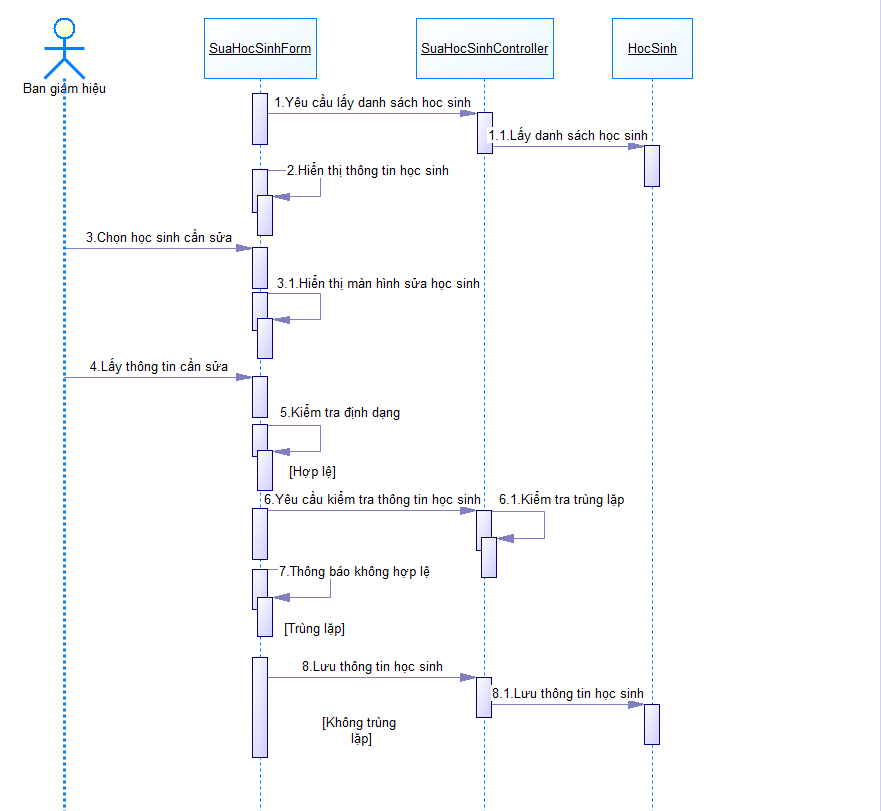 SuaHocSinhForm
SuaHocSinhController
HocSinh
Ban giám hiệu
1.Yêu cầu lấy danh sách hoc sinh
1.1.Lấy danh sách học sinh
2.Hiển thị thông tin học sinh
3.Chọn học sinh cần sửa
3.1.Hiển thị màn hình sửa học sinh
4.Lấy thông tin cần sửa
5.Kiểm tra định dạng
[Hợp lệ]
6.Yêu cầu kiểm tra thông tin học sinh
6.1.Kiểm tra trùng lặp
7.Thông báo không hợp lệ
[Trùng lặp]
8.Lưu thông tin học sinh
8.1.Lưu thông tin học sinh
[Không trùng
lặp]